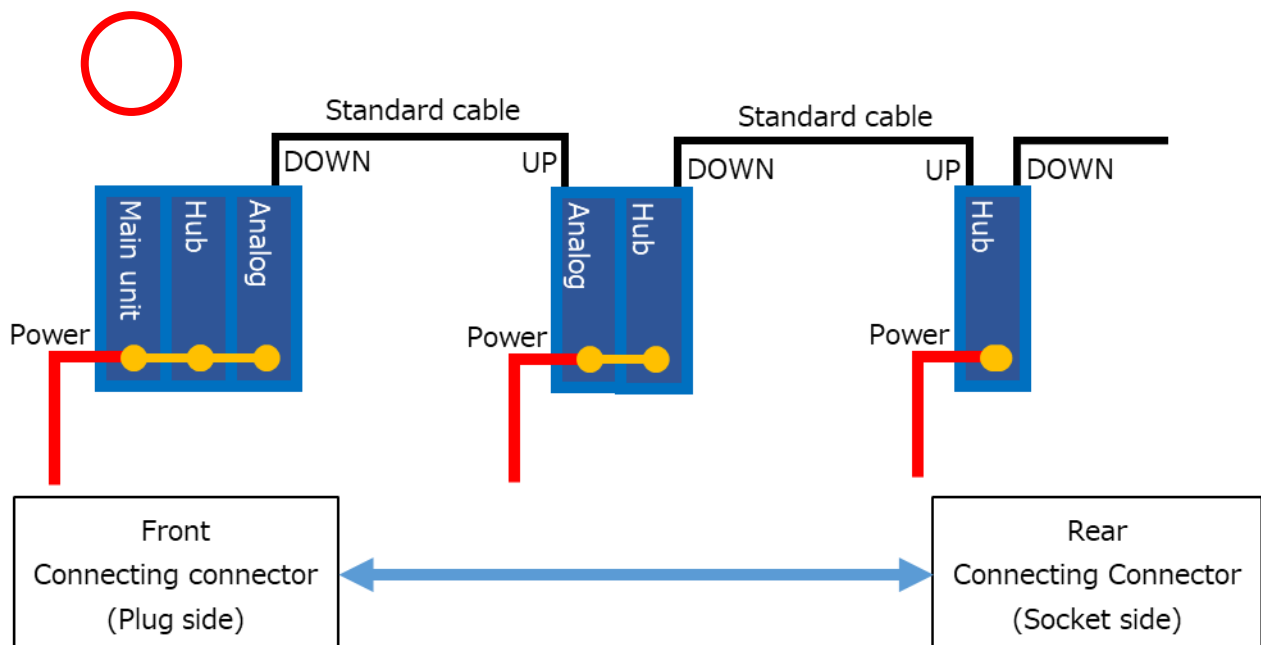 Standard cable
Standard cable
DOWN
UP
DOWN
UP
DOWN
Main unit
Hub
Analog
Analog
Hub
Hub
Power
Power
Power
Front
Connecting connector
(Plug side)
Rear
Connecting Connector
(Socket side)